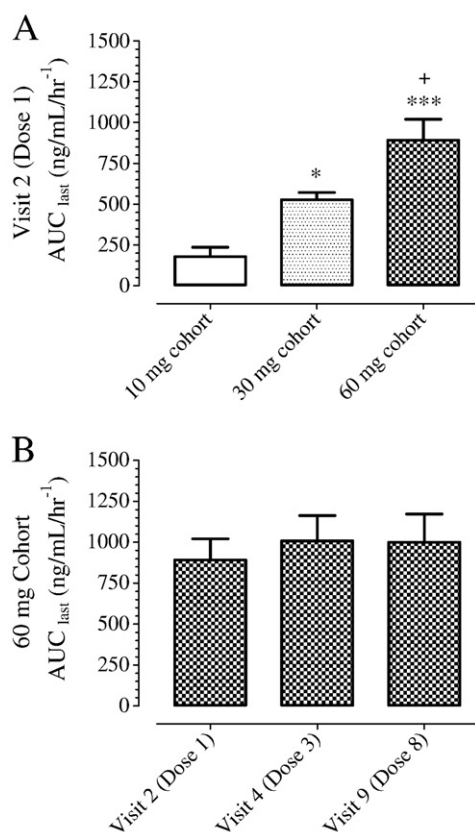 A
Visit 2 (Dose 1)
AUC last (ng/mL/hr-1)
1500
1250
1000
750
500
250
0
*
+
***
10 mg cohort
30 mg cohort
60 mg cohort
B
60 mg Cohort
AUC last (ng/mL/hr-1)
1500
1250
1000
750
500
250
0
Visit 2 (Dose 1)
Visit 4 (Dose 3)
Visit 9 (Dose 8)